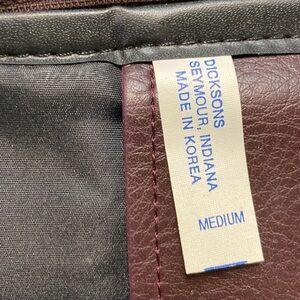 DICKSONS
SEYMOUR, INDIANA
MADE IN KOREA
MEDIUM